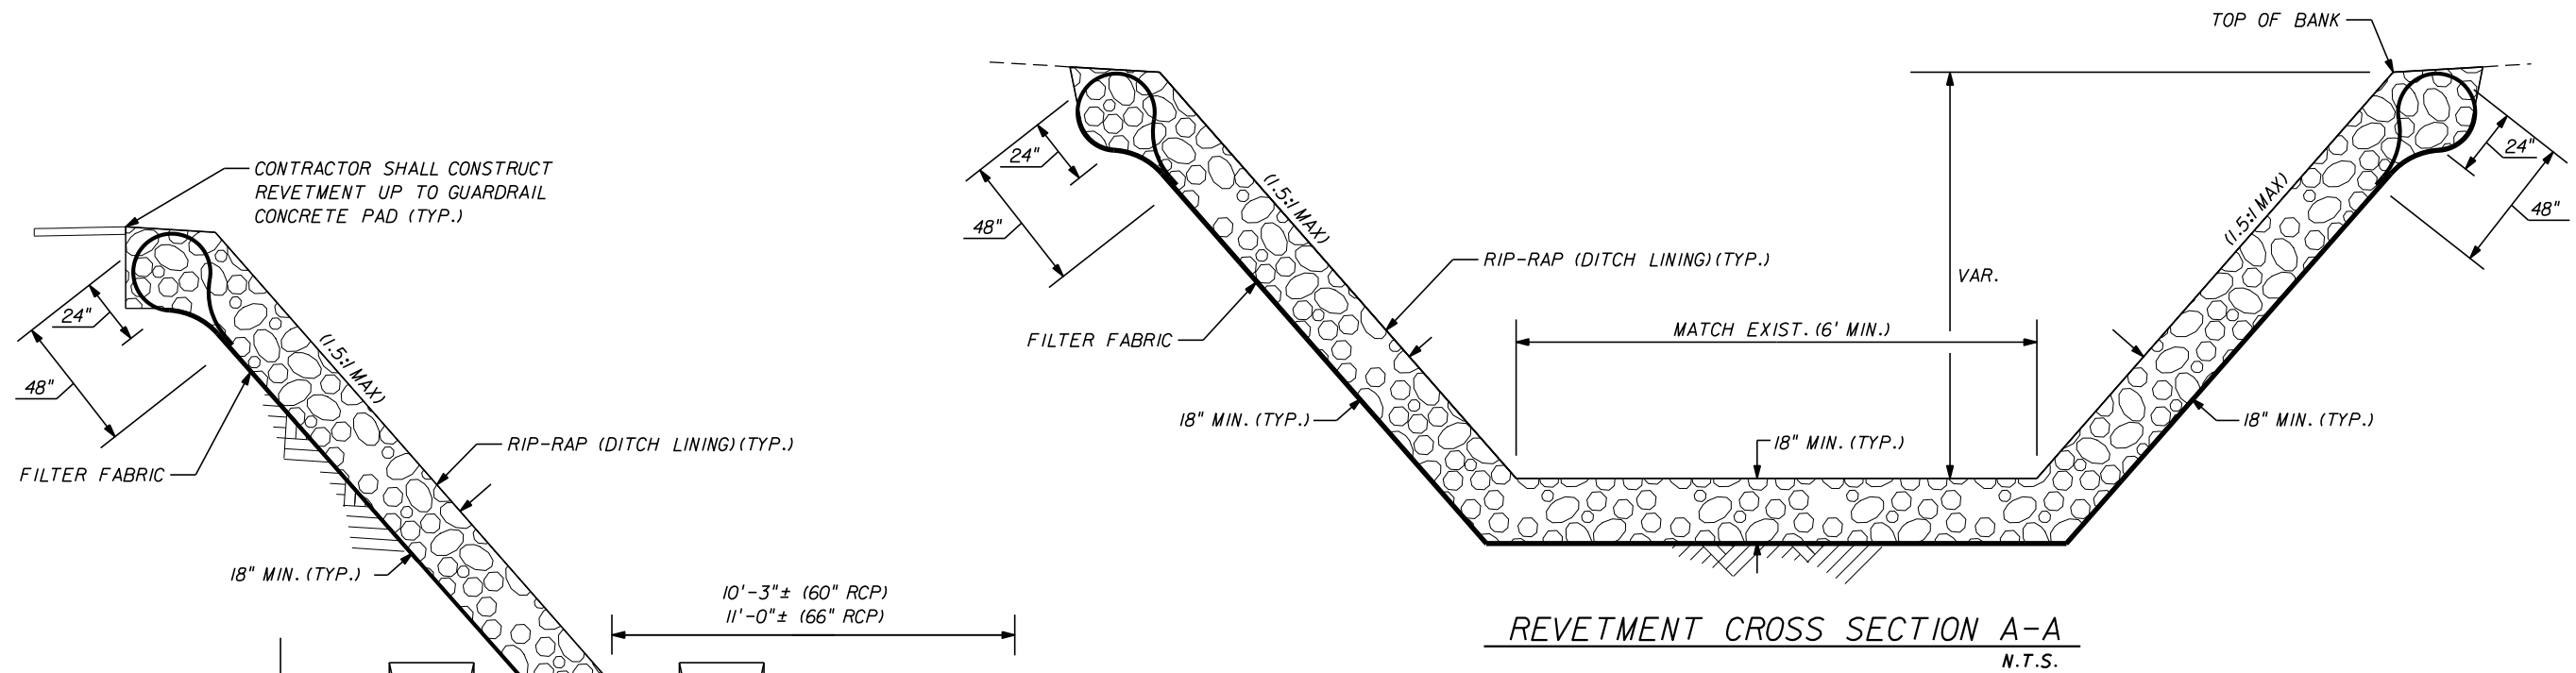 CONTRACTOR SHALL CONSTRUCT
REVETMENT UP TO GUARDRAIL
CONCRETE PAD (TYP.)
24"
48"
(1.5:1 MAX)
FILTER FABRIC
RIP-RAP (DITCH LINING)(TYP.)
18" MIN. (TYP.)
10'-3"± (60" RCP)
11'-0"± (66" RCP)
TOP OF BANK
24"
48"
(1.5:1 MAX)
RIP-RAP (DITCH LINING)(TYP.)
FILTER FABRIC
18" MIN. (TYP.)
MATCH EXIST. (6' MIN.)
VAR.
18" MIN. (TYP.)
(1.5:1 MAX)
24"
48"
18" MIN. (TYP.)
REVETMENT CROSS SECTION A-A
N.T.S.